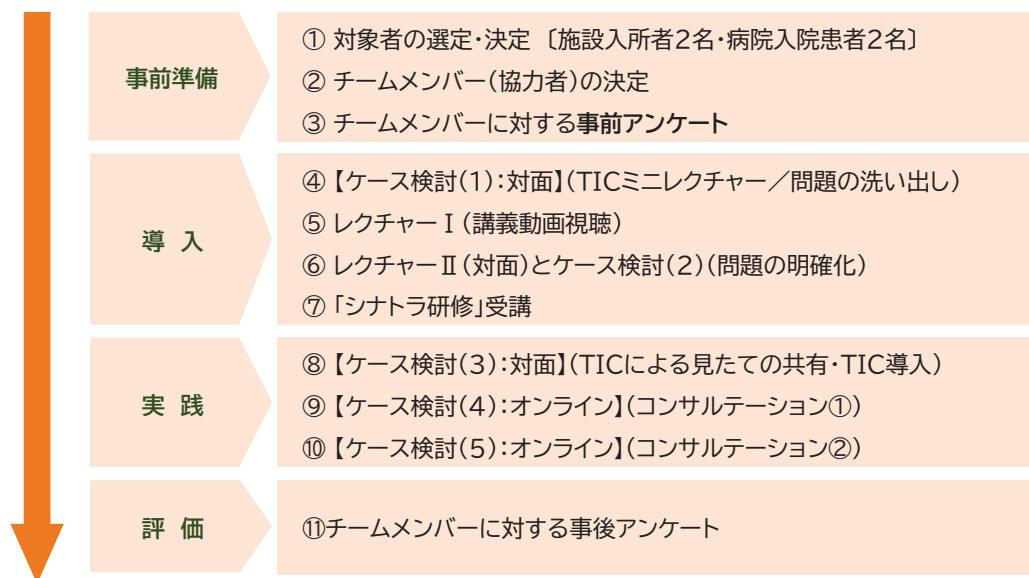 事前準備
① 対象者の選定・決定〔施設入所者2名・病院入院患者2名〕
② チームメンバー(協力者)の決定
③ チームメンバーに対する事前アンケート
導 入
④【ケース検討(1):対面】(TICミニレクチャー/問題の洗い出し)
⑤ レクチャーⅠ(講義動画視聴)
⑥ レクチャーⅡ(対面)とケース検討(2)(問題の明確化)
⑦「シナトラ研修」受講
実 践
⑧【ケース検討(3):対面】(TICによる見たての共有・TIC導入)
⑨【ケース検討(4):オンライン】(コンサルテーション①)
⑩【ケース検討(5):オンライン】(コンサルテーション②)
評 価
⑪チームメンバーに対する事後アンケート